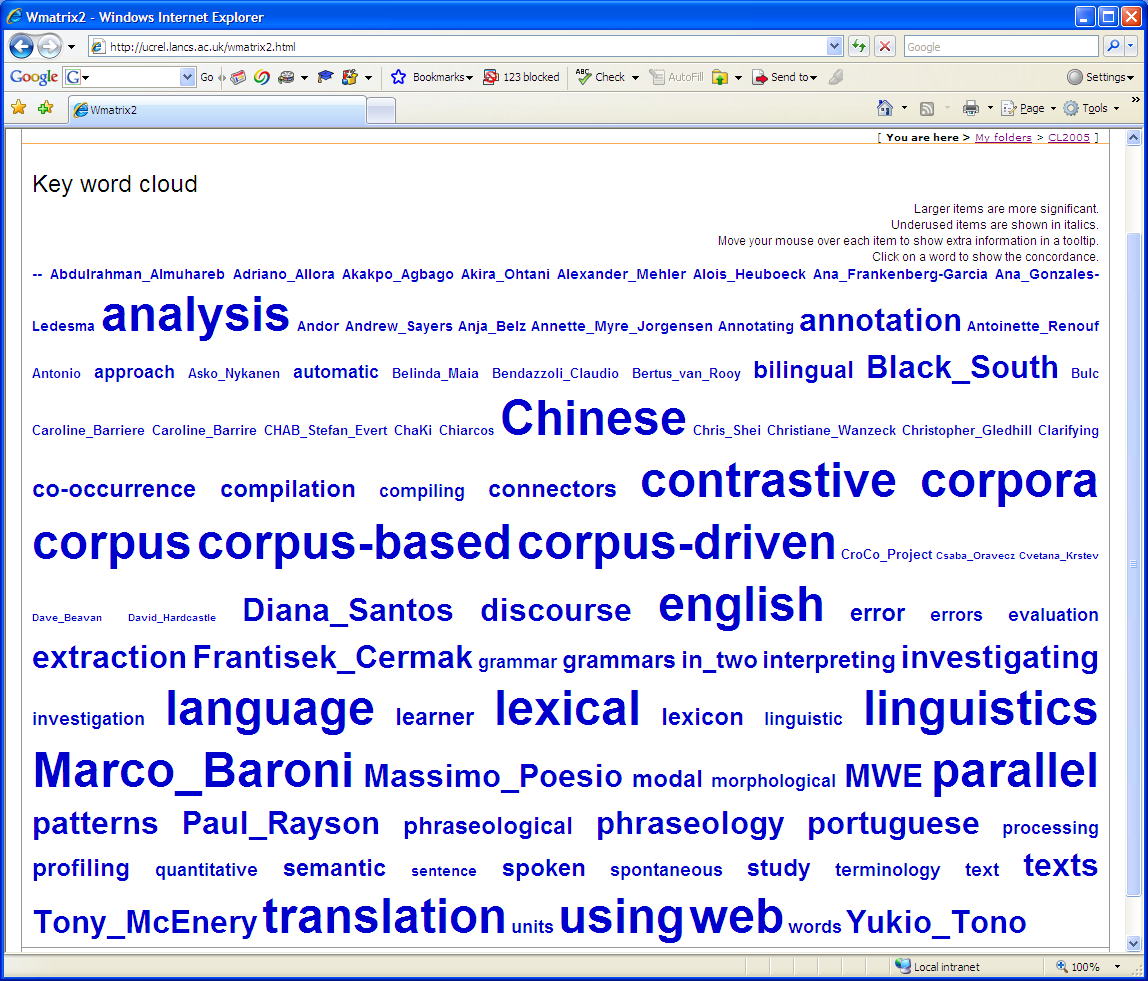 Wmatrix2 - Windows Internet Explorer
http://ucrel.lancs.ac.uk/wmatrix2.html
Google
Google G Go Bookmarks 123 blocked ABC Check AutoFill Send to Settings
Wmatrix2 Page Tools »
[ You are here > My folders > CL2005 ]
Key word cloud
Larger items are more significant.
Underused items are shown in italics.
Move your mouse over each item to show extra information in a tooltip.
Click on a word to show the concordance.
-- Abdulrahman_Almuhareb Adriano_Allora Akakpo_Agbago Akira_Ohtani Alexander_Mehler Alois_Heuboeck Ana_Frankenberg-Garcia Ana_Gonzales-
Ledesma analysis Andor Andrew_Sayers Anja_Belz Annette_Myre_Jorgensen Annotating annotation Antoinette_Renouf
Antonio approach Asko_Nykanen automatic Belinda_Maia Bendazzoli_Claudio Bertus_van_Rooy bilingual Black_South Bulc
Caroline_Barriere Caroline_Barrire CHAB_Stefan_Evert ChaKi Chiarcos Chinese Chris_Shei Christiane_Wanzeck Christopher_Gledhill Clarifying
co-occurrence compilation compiling connectors contrastive corpora
corpus corpus-based corpus-driven CroCo_Project Csaba_Oravecz Cvetana_Krstev
Dave_Beavan David_Hardcastle Diana_Santos discourse english error errors evaluation
extraction Frantisek_Cermak grammar grammars in_two interpreting investigating
investigation language learner lexical lexicon linguistic linguistics
Marco_Baroni Massimo_Poesio modal morphological MWE parallel
patterns Paul_Rayson phraseological phraseology portuguese processing
profiling quantitative semantic sentence spoken spontaneous study terminology text texts
Tony_McEnery translation units using web words Yukio_Tono
Local intranet 100%